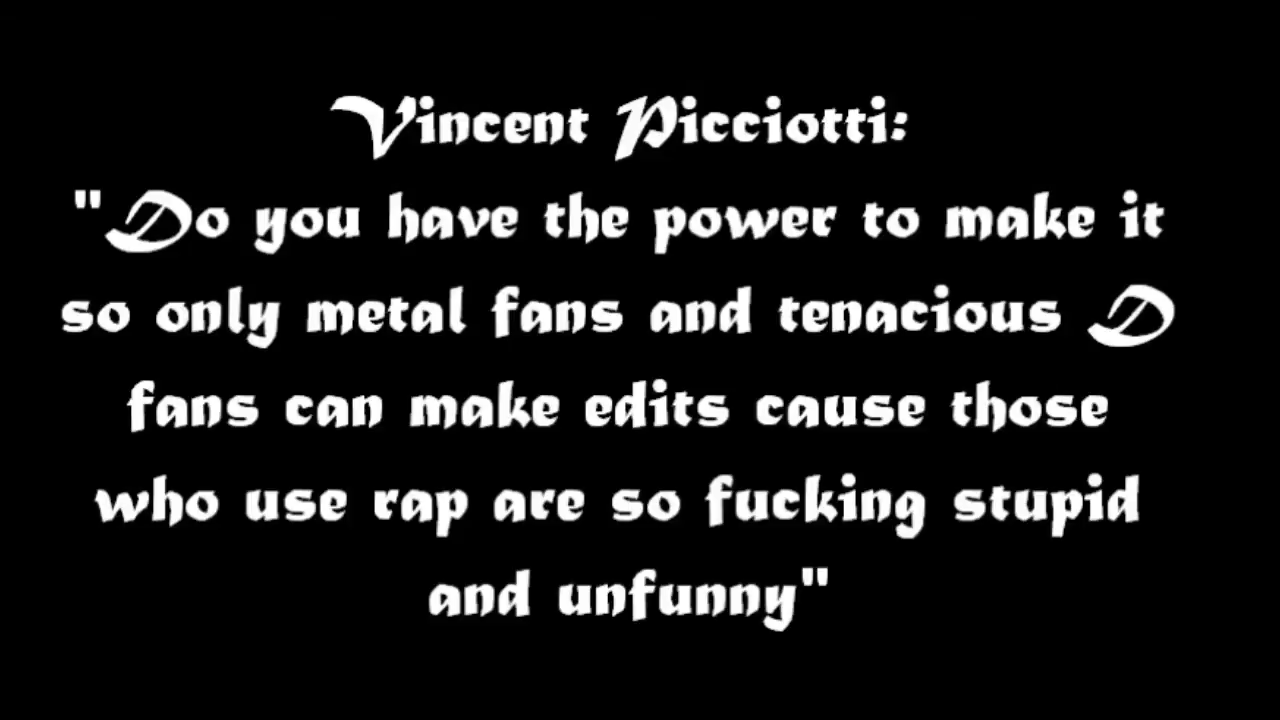 Vincent Picciotti:
"Do you have the power to make it
so only metal fans and tenacious D
fans can make edits cause those
who use rap are so fucking stupid
and unfunny"